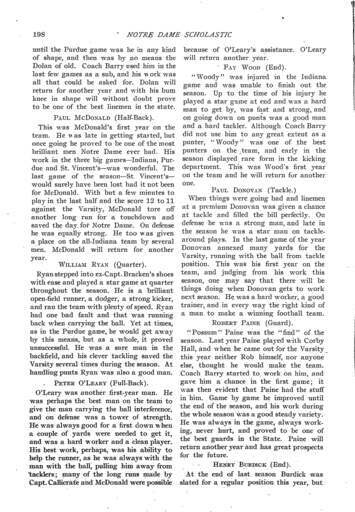 198 NOTRE DAME SCHOLASTIC
until the Purdue game was he in any kind
of shape, and then was by no means the
Dolan of old. Coach Barry used him in the
last few games as a sub, and his work was
all that could be asked for. Dolan will
return for another year and with his bum
knee in shape will without doubt prove
to be one of the best linemen in the state.
PAUL MCDONALD (Half-Back).
This was McDonald's first year on the
team. He was late in getting started, but
once going he proved to be one of the most
brilliant men Notre Dame ever had. His
work in the three big games—Indiana, Pur-
due and St. Vincent's—was wonderful. The
last game of the season—St. Vincent's—
would surely have been lost had it not been
for McDonald. With but a few minutes to
play in the last half and the score 12 to 11
against the Varsity, McDonald tore off
another long run for a touchdown and
saved the day for Notre Dame. On defense
he was equally strong. He too was given
a place on the all-Indiana team by several
men. McDonald will return for another
year.
WILLIAM RYAN (Quarter).
Ryan stepped into ex-Capt. Bracken's shoes
with ease and played a star game at quarter
throughout the season. He is a brilliant
open-field runner, a dodger, a strong kicker,
and ran the team with plenty of speed. Ryan
had one bad fault and that was running
back when carrying the ball. Yet at times,
as in the Purdue game, he would get away
by this means, but as a whole, it proved
unsuccessful. He was a sure man in the
backfield, and his clever tackling saved the
Varsity several times during the season. At
handling punts Ryan was also a good man.
PETER O'LEARY (Full-Back).
O'Leary was another first-year man. He
was perhaps the best man on the team to
give the man carrying the ball interference,
and on defense was a tower of strength.
He was always good for a first down when
a couple of yards were needed to get it,
and was a hard worker and a clean player.
His best work, perhaps, was his ability to
help the runner, as he was always with the
man with the ball, pulling him away from
tacklers; many of the long runs made by
Capt. Callicrate and McDonald were possible
because of O'Leary's assistance. O'Leary
will return another year.
FAY WOOD (End).
"Woody" was injured in the Indiana
game and was unable to finish out the
season. Up to the time of his injury he
played a star game at end and was a hard
man to get by, was fast and strong, and
on going down on punts was a good man
and a hard tackler. Although Coach Barry
did not use him to any great extent as a
punter, "Woody" was one of the best
punters on the team, and early in the
season displayed rare form in the kicking
department. This was Wood's first year
on the team and he will return for another
one.
PAUL DONOVAN (Tackle.)
When things were going bad and linemen
at a premium Donovan was given a chance
at tackle and filled the bill perfectly. On
defense he was a strong man, and late in
the season he was a star man on tackle-
around plays. In the last game of the year
Donovan annexed many yards for the
Varsity, running with the ball from tackle
position. This was his first year on the
team, and judging from his work this
season, one may say that there will be
things doing when Donovan gets to work
next season. He was a hard worker, a good
trainer, and in every way the right kind of
a man to make a winning football team.
ROBERT PAINE (Guard).
"Possum" Paine was the "find" of the
season. Last year Paine played with Corby
Hall, and when he came out for the Varsity
this year neither Rob himself, nor anyone
else, thought he would make the team.
Coach Barry started to work on him, and
gave him a chance in the first game; it
was then evident that Paine had the stuff
in him. Game by game he improved until
the end of the season, and his work during
the whole season was a good steady variety.
He was always in the game, always work-
ing, never hurt, and proved to be one of
the best guards in the State. Paine will
return another year and has great prospects
for the future.
HENRY BURDICK (End).
At the end of last season Burdick was
slated for a regular position this year, but